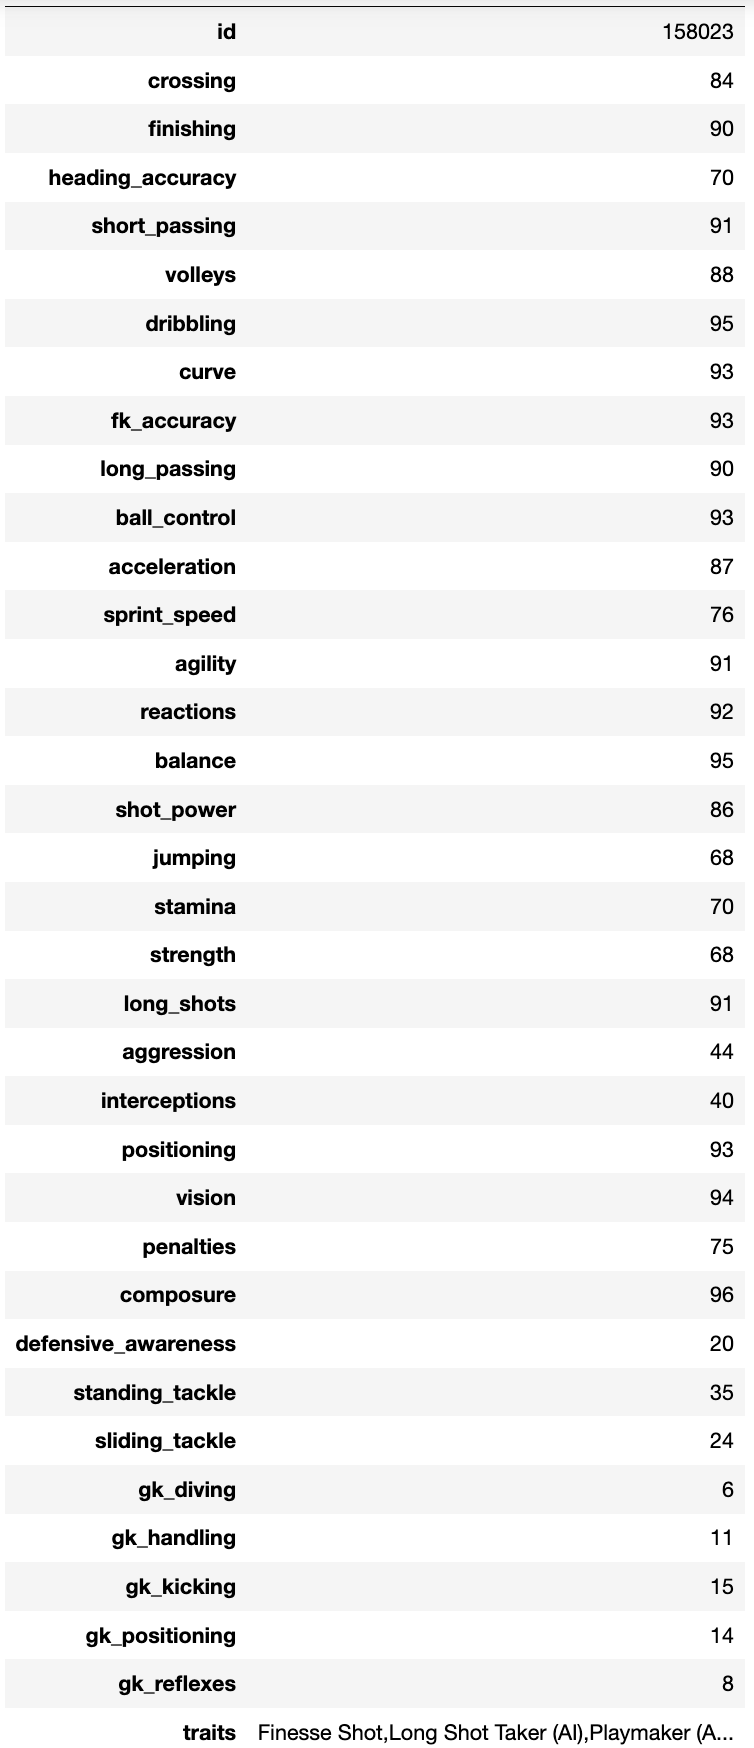 id 158023
crossing 84
finishing 90
heading_accuracy 70
short_passing 91
volleys 88
dribbling 95
curve 93
fk_accuracy 93
long_passing 90
ball_control 93
acceleration 87
sprint_speed 76
agility 91
reactions 92
balance 95
shot_power 86
jumping 68
stamina 70
strength 68
long_shots 91
aggression 44
interceptions 40
positioning 93
vision 94
penalties 75
composure 96
defensive_awareness 20
standing_tackle 35
sliding_tackle 24
gk_diving 6
gk_handling 11
gk_kicking 15
gk_positioning 14
gk_reflexes 8
traits Finesse Shot,Long Shot Taker (AI),Playmaker (A...